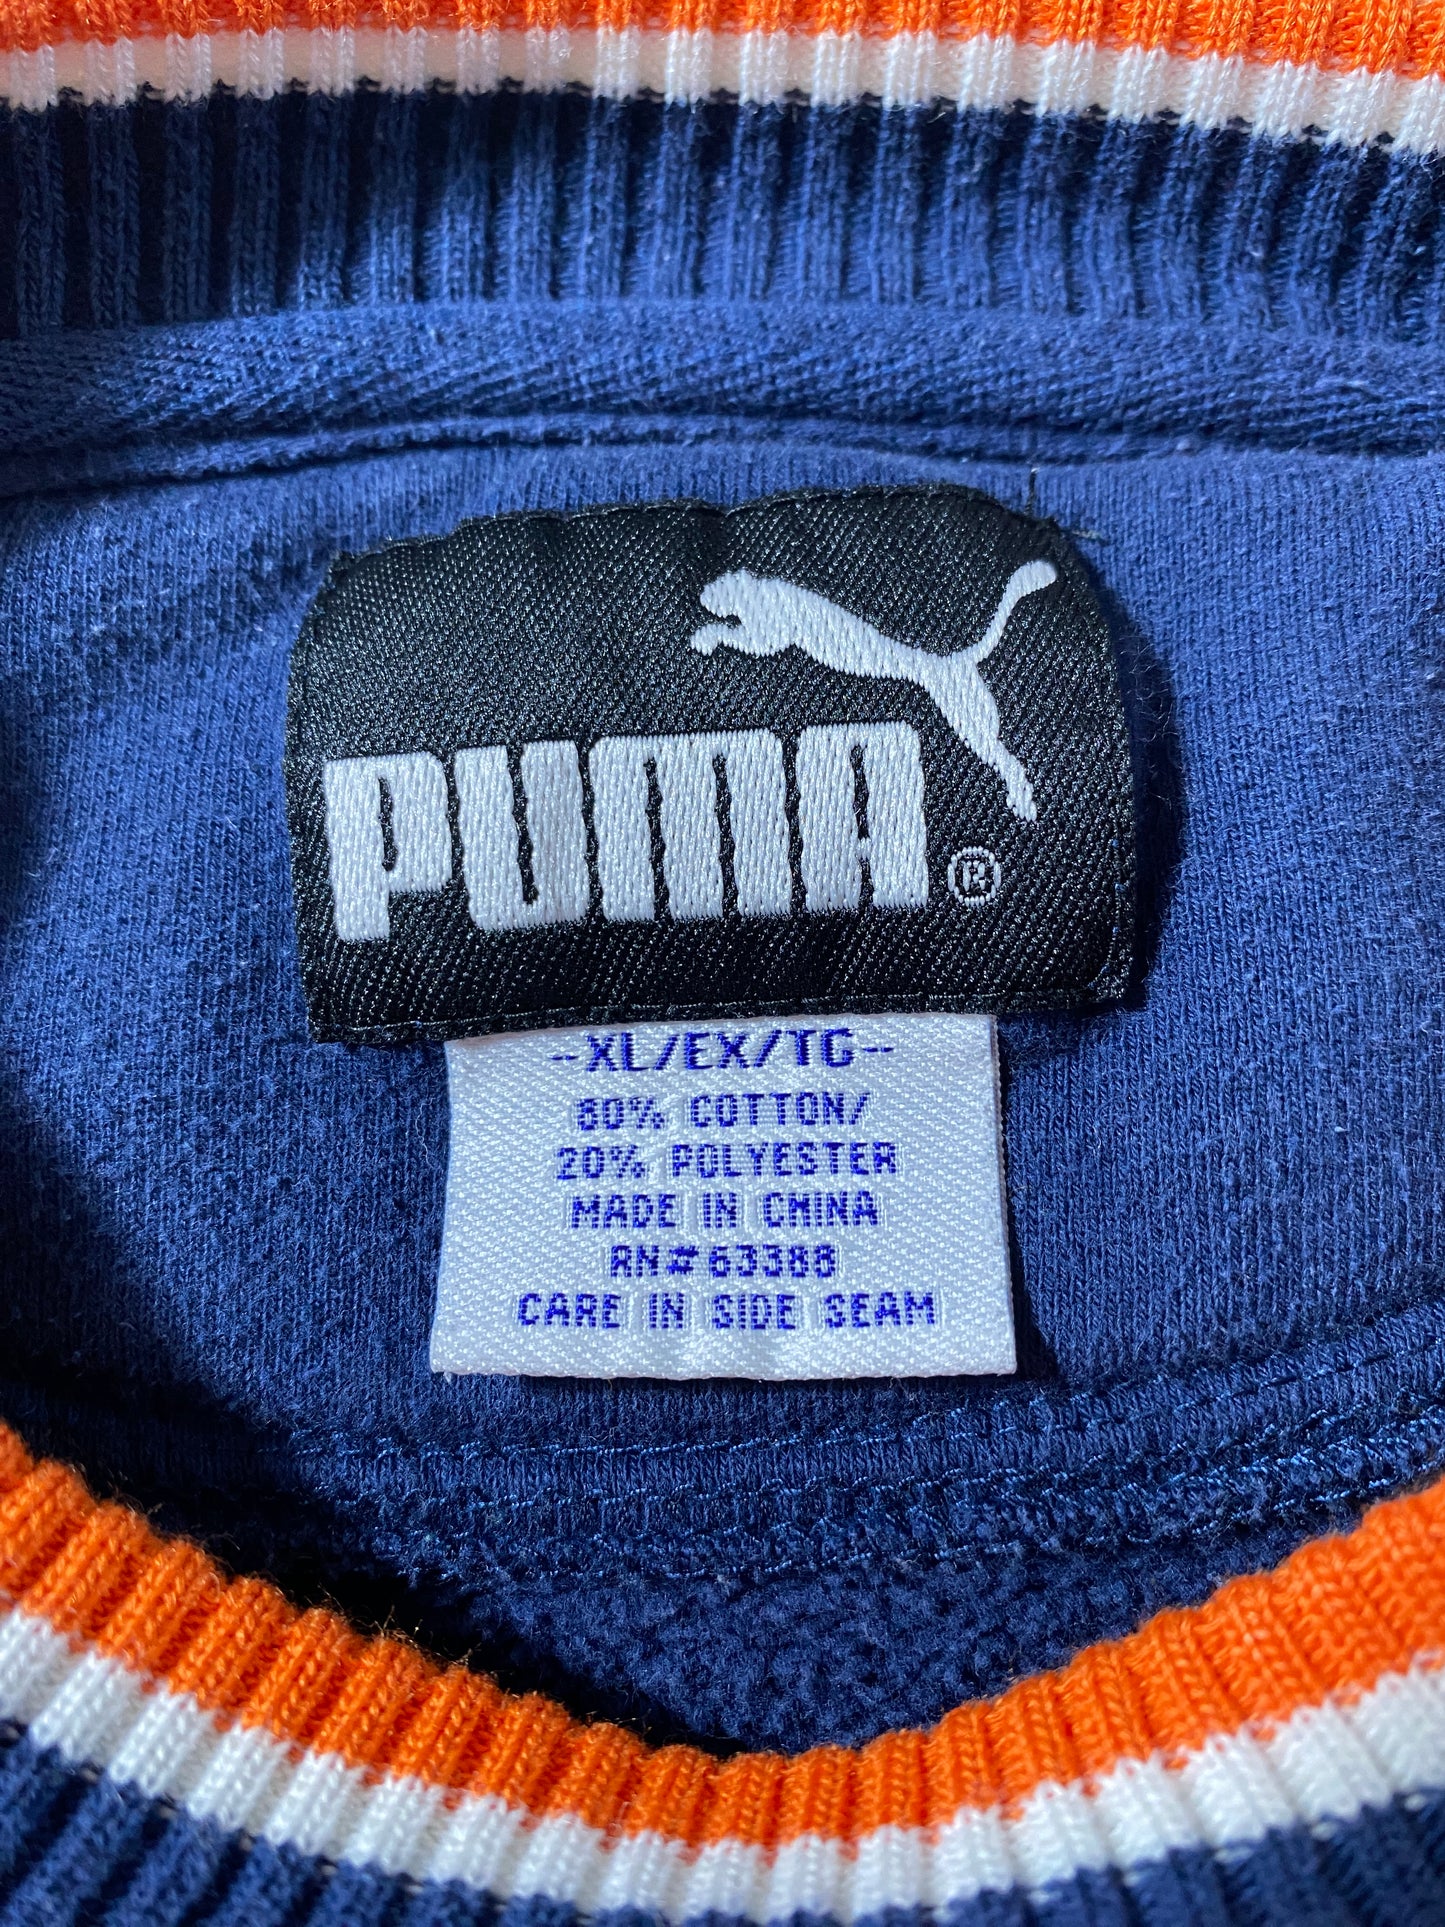 PUMA®
--XL/EX/TG--
80% COTTON/
20% POLYESTER
MADE IN CHINA
RN#63388
CARE IN SIDE SEAM